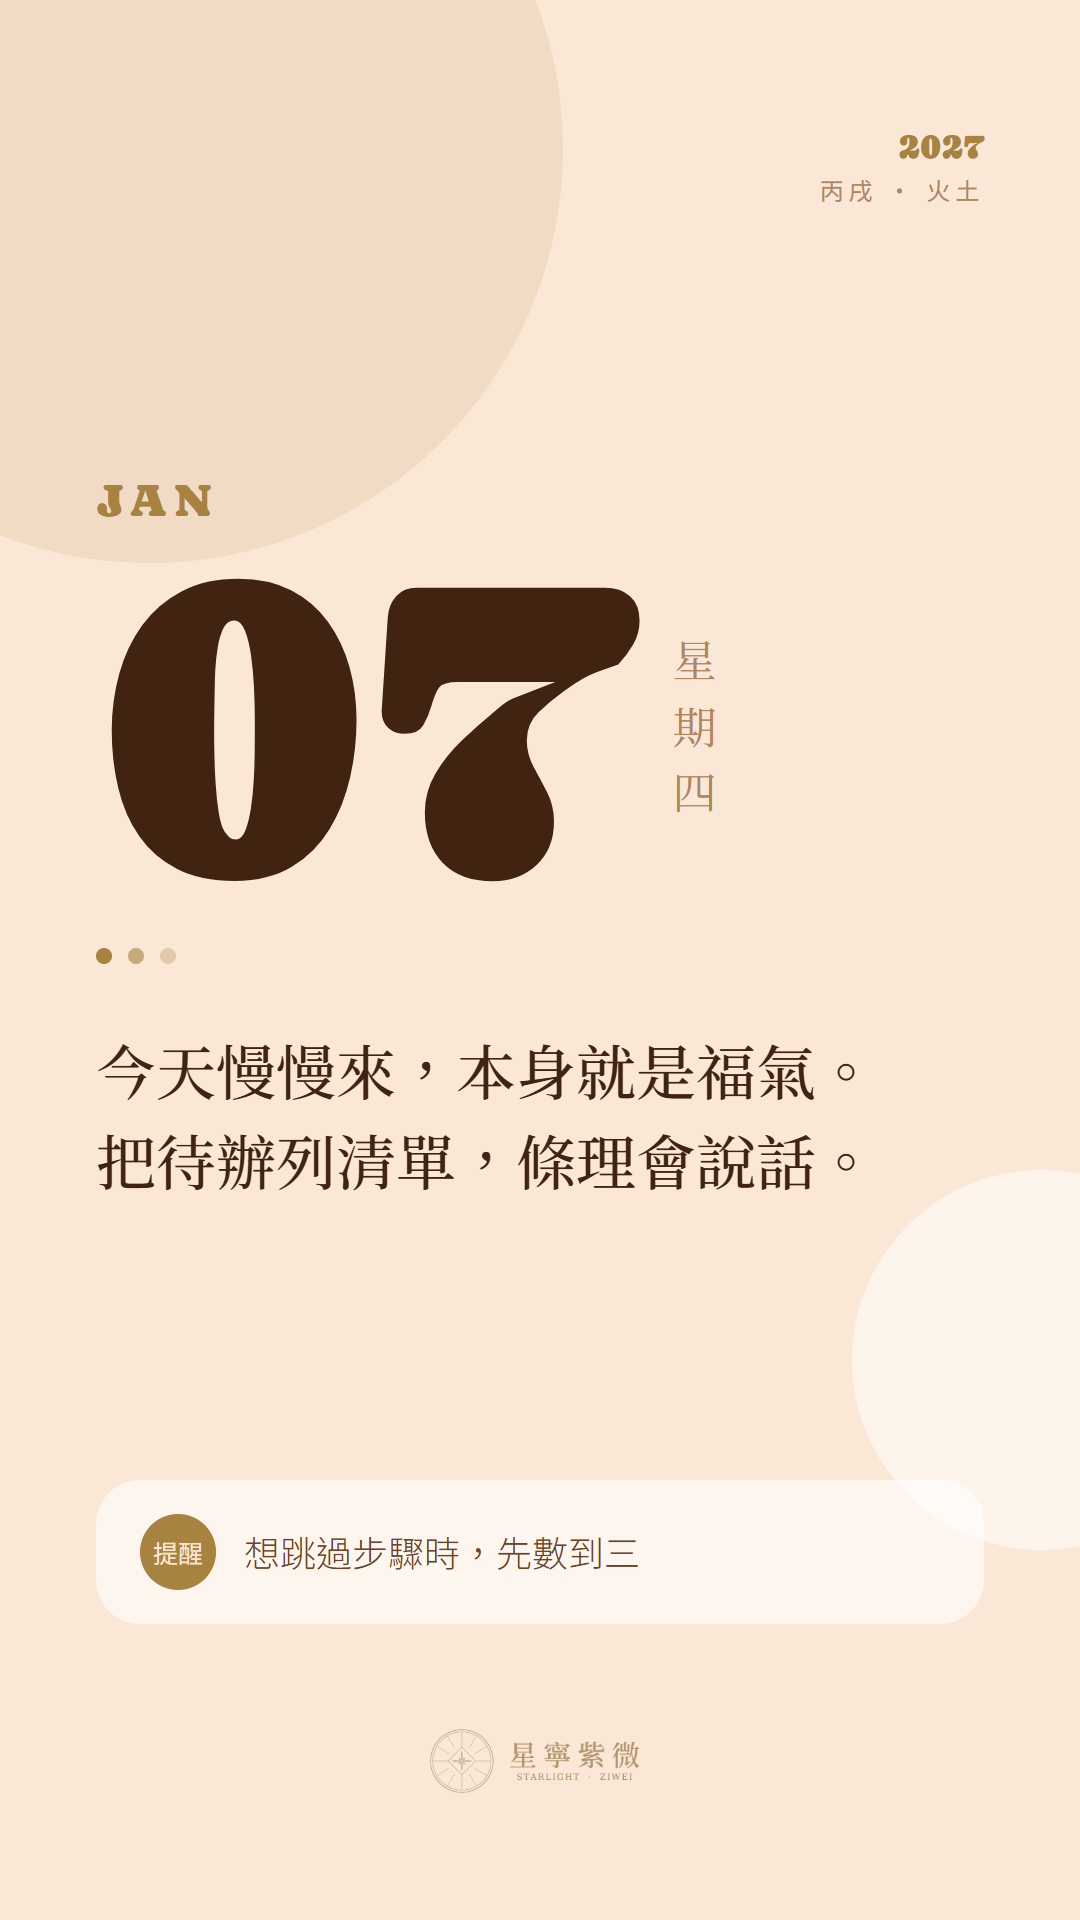 2027
丙戌 · 火土
JAN
07
星期四
今天慢慢來，本身就是福氣。
把待辦列清單，條理會說話。
提醒 想跳過步驟時，先數到三
星寧紫微
STARLIGHT · ZIWEI